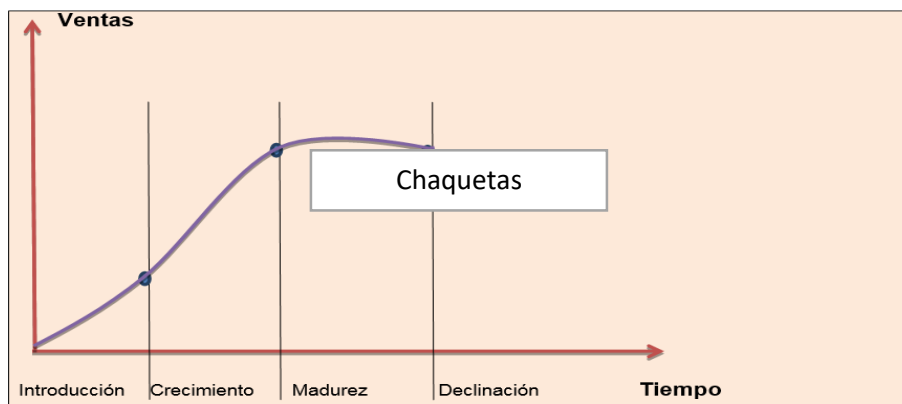 Ventas
Chaquetas
Introducción Crecimiento Madurez Declinación Tiempo